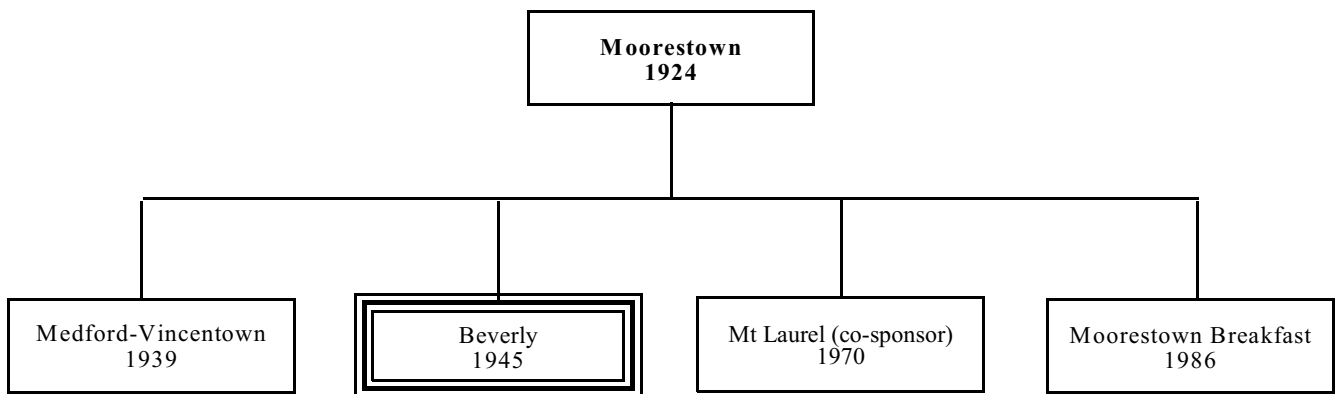 Moorestown
1924
Medford-Vincentown
1939
Beverly
1945
Mt Laurel (co-sponsor)
1970
Moorestown Breakfast
1986